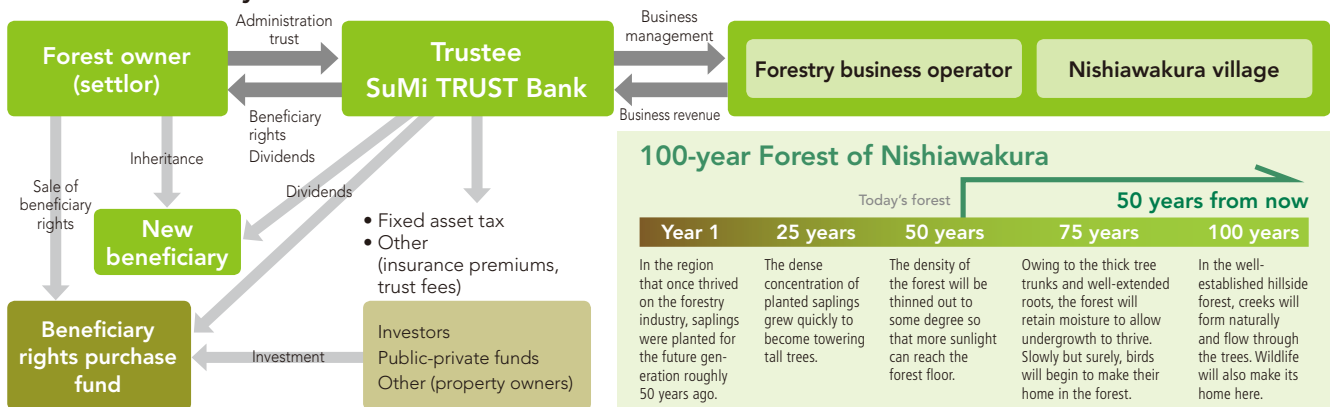 Administration
trust
Business
management
Forest owner
(settlor)
Trustee
SuMi TRUST Bank
Forestry business operator
Nishiawakura village
Beneficiary
rights
Dividends
Business revenue
Inheritance
Sale of
beneficiary
rights
Dividends
New
beneficiary
• Fixed asset tax
• Other
(insurance premiums,
trust fees)
Beneficiary
rights purchase
fund
Investment
Investors
Public-private funds
Other (property owners)
100-year Forest of Nishiawakura
Today's forest
50 years from now
Year 1
25 years
50 years
75 years
100 years
In the region
that once thrived
on the forestry
industry, saplings
were planted for
the future gen-
eration roughly
50 years ago.
The dense
concentration of
planted saplings
grew quickly to
become towering
tall trees.
The density of
the forest will be
thinned out to
some degree so
that more sunlight
can reach the
forest floor.
Owing to the thick tree
trunks and well-extended
roots, the forest will
retain moisture to allow
undergrowth to thrive.
Slowly but surely, birds
will begin to make their
home in the forest.
In the well-
established hillside
forest, creeks will
form naturally
and flow through
the trees. Wildlife
will also make its
home here.